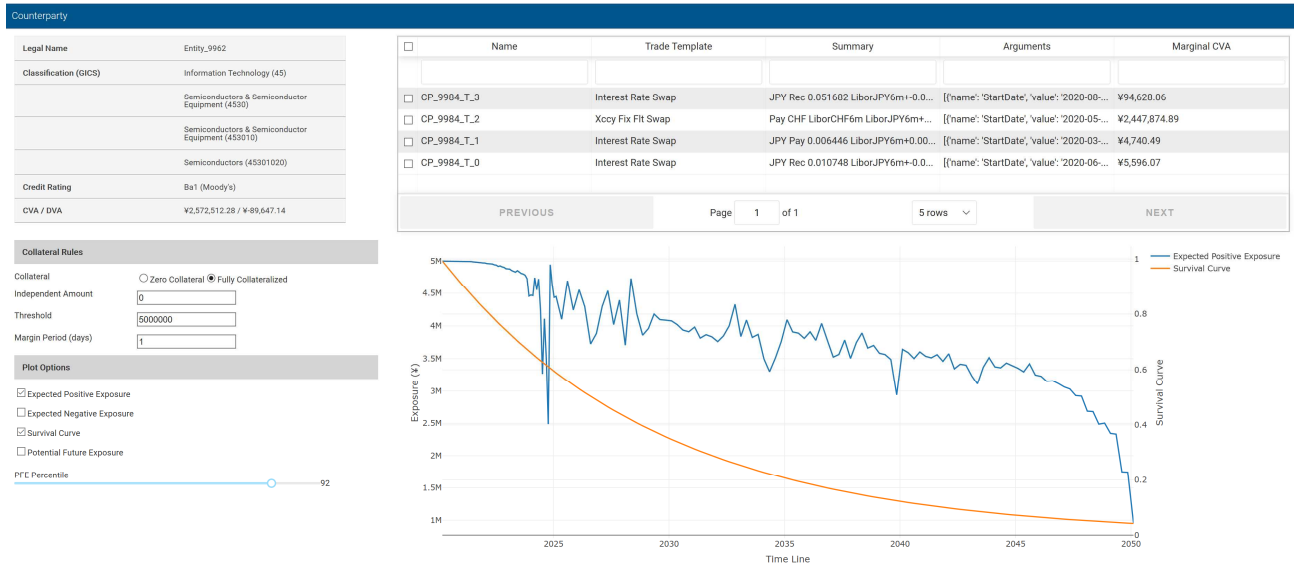 Counterparty
Legal Name Entity_9962
Classification (GICS) Information Technology (45)
Semiconductors & Semiconductor
Equipment (4530)
Semiconductors & Semiconductor
Equipment (453010)
Semiconductors (45301020)
Credit Rating Ba1 (Moody's)
CVA / DVA ¥2,572,512.28 / ¥-89,647.14
Collateral Rules
Collateral Zero Collateral Fully Collateralized
Independent Amount 0
Threshold 5000000
Margin Period (days) 1
Plot Options
Expected Positive Exposure
Expected Negative Exposure
Survival Curve
Potential Future Exposure
PFE Percentile
92
Name Trade Template Summary Arguments Marginal CVA
CP_9984_T_3 Interest Rate Swap JPY Rec 0.051682 LiborJPY6m+-0.0... [{'name': 'StartDate', 'value': '2020-08-... ¥94,620.06
CP_9984_T_2 Xccy Fix Flt Swap Pay CHF LiborCHF6m LiborJPY6m+... [{'name': 'StartDate', 'value': '2020-05-... ¥2,447,874.89
CP_9984_T_1 Interest Rate Swap JPY Pay 0.006446 LiborJPY6m+0.00... [{'name': 'StartDate', 'value': '2020-03-... ¥4,740.49
CP_9984_T_0 Interest Rate Swap JPY Rec 0.010748 LiborJPY6m+-0.0... [{'name': 'StartDate', 'value': '2020-06-... ¥5,596.07
PREVIOUS Page 1 of 1 5 rows NEXT
Expected Positive Exposure
Survival Curve
5M
4.5M
4M
3.5M
3M
2.5M
2M
1.5M
1M
Exposure (¥)
1
0.8
0.6
0.4
0.2
0
Survival Curve
2025 2030 2035 2040 2045 2050
Time Line